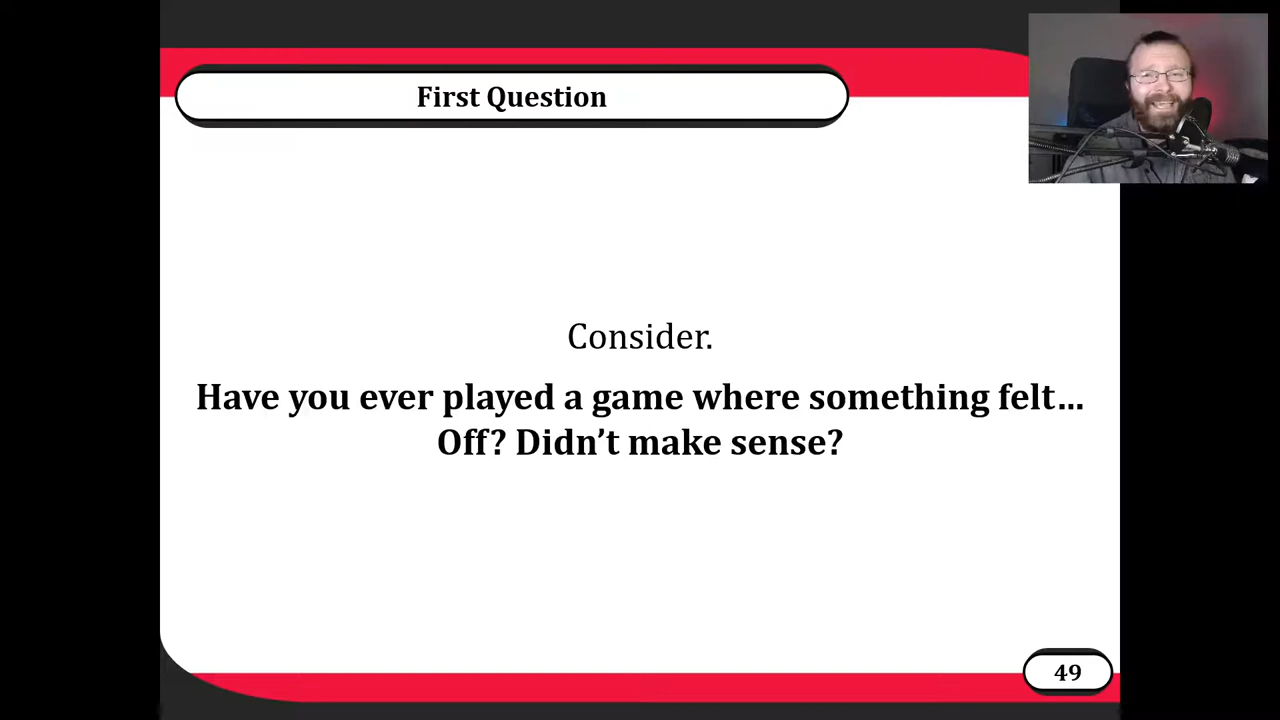 First Question
Consider.
Have you ever played a game where something felt…
Off? Didn’t make sense?
49